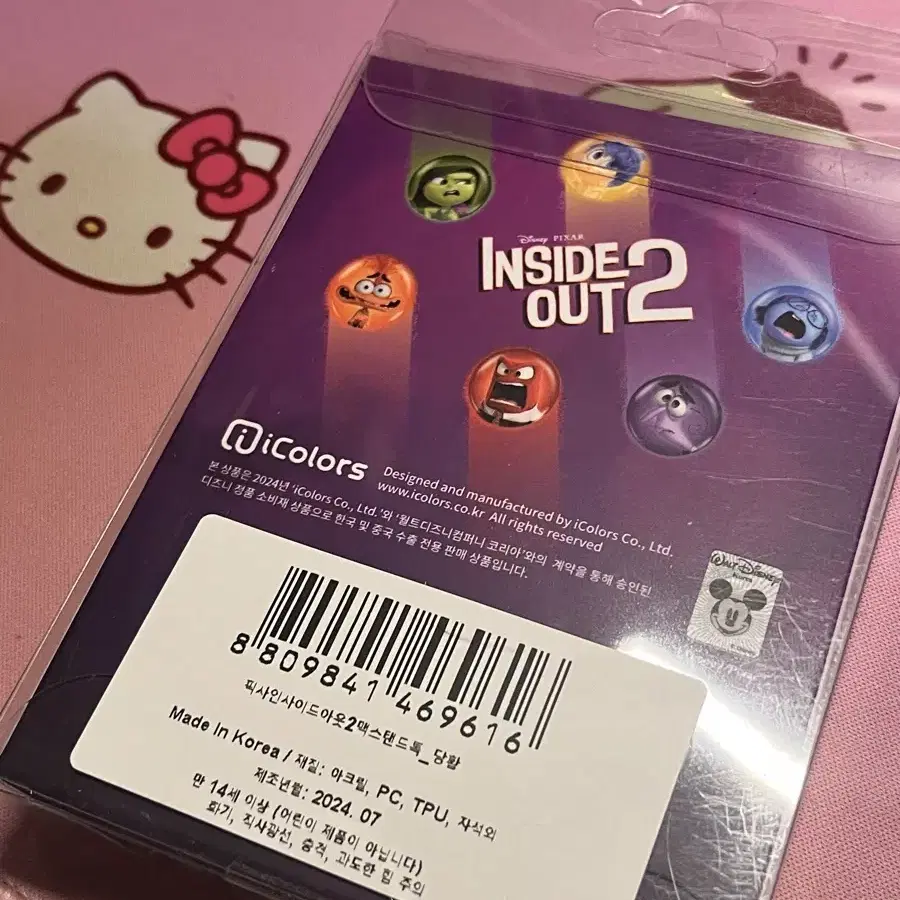 Disney PIXAR
INSIDE
OUT 2
iColors
Designed and manufactured by iColors Co., Ltd.
www.icolors.co.kr All rights reserved
본 상품은 2024년 'iColors Co., Ltd.'와 '월트디즈니컴퍼니 코리아'와의 계약을 통해 승인된
디즈니 정품 소비재 상품으로 한국 및 중국 수출 전용 판매 상품입니다.
WALT DISNEY
8 809841 469616
픽사인사이드아웃2맥스탠드톡_당황
Made In Korea / 재질: 아크릴, PC, TPU, 자석외
제조년월: 2024. 07
만 14세 이상 (어린이 제품이 아닙니다)
화기, 직사광선, 충격, 과도한 힘 주의